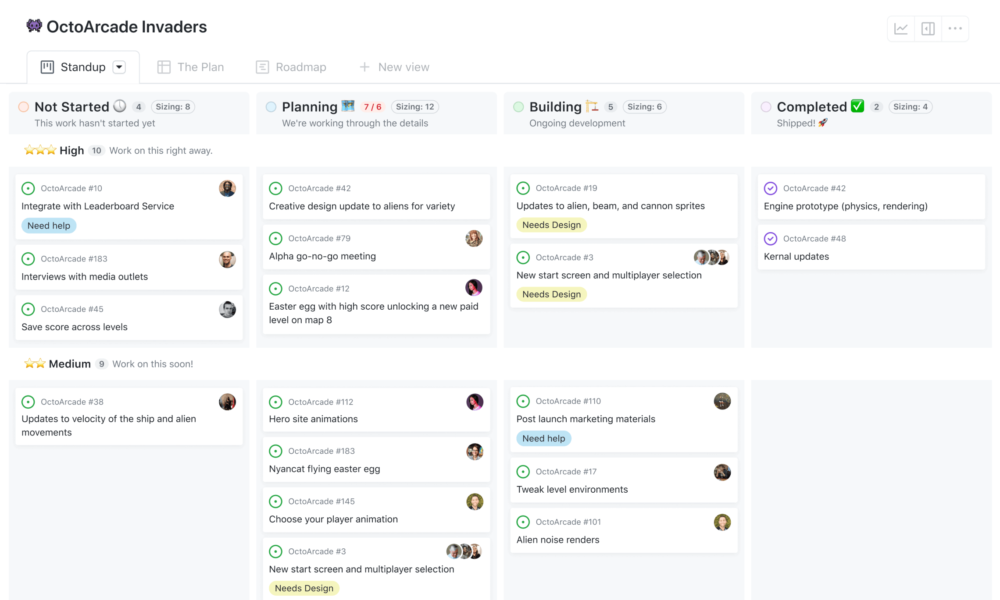 OctoArcade Invaders
Standup
The Plan
Roadmap
New view
Not Started 4 Sizing: 8
This work hasn't started yet
Planning 7 / 6 Sizing: 12
We're working through the details
Building 5 Sizing: 6
Ongoing development
Completed 2 Sizing: 4
Shipped!
High 10 Work on this right away.
OctoArcade #10
Integrate with Leaderboard Service
Need help
OctoArcade #183
Interviews with media outlets
OctoArcade #45
Save score across levels
OctoArcade #42
Creative design update to aliens for variety
OctoArcade #79
Alpha go-no-go meeting
OctoArcade #12
Easter egg with high score unlocking a new paid
level on map 8
OctoArcade #19
Updates to alien, beam, and cannon sprites
Needs Design
OctoArcade #3
New start screen and multiplayer selection
Needs Design
OctoArcade #42
Engine prototype (physics, rendering)
OctoArcade #48
Kernal updates
Medium 9 Work on this soon!
OctoArcade #38
Updates to velocity of the ship and alien
movements
OctoArcade #112
Hero site animations
OctoArcade #183
Nyancat flying easter egg
OctoArcade #145
Choose your player animation
OctoArcade #3
New start screen and multiplayer selection
Needs Design
OctoArcade #110
Post launch marketing materials
Need help
OctoArcade #17
Tweak level environments
OctoArcade #101
Alien noise renders